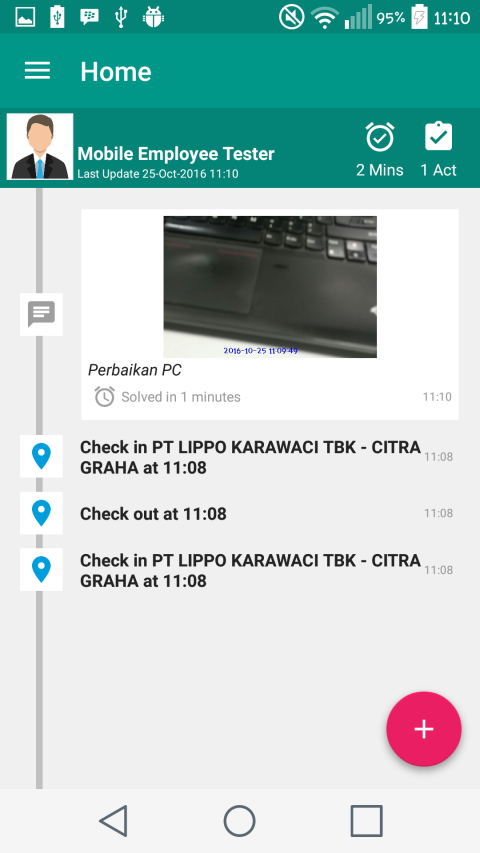 95% 11:10
Home
Mobile Employee Tester
Last Update 25-Oct-2016 11:10
2 Mins 1 Act
2016-10-25 11:09:49
Perbaikan PC
Solved in 1 minutes 11:10
Check in PT LIPPO KARAWACI TBK - CITRA
GRAHA at 11:08
11:08
Check out at 11:08 11:08
Check in PT LIPPO KARAWACI TBK - CITRA
GRAHA at 11:08
11:08